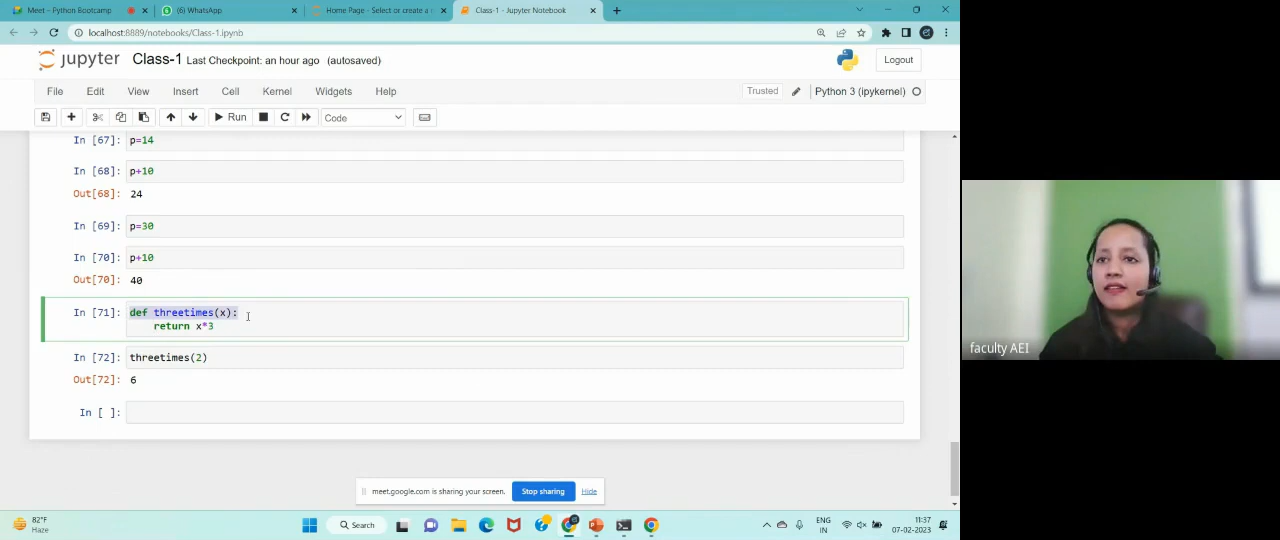 Meet - Python Bootcamp
(6) WhatsApp
Home Page - Select or create a
Class-1 - Jupyter Notebook
localhost:8889/notebooks/Class-1.ipynb
jupyter Class-1 Last Checkpoint: an hour ago (autosaved)
Logout
File Edit View Insert Cell Kernel Widgets Help
Trusted Python 3 (ipykernel)
Run Code
In [67]: p=14
In [68]: p+10
Out[68]: 24
In [69]: p=30
In [70]: p+10
Out[70]: 40
In [71]: def threetimes(x):
return x*3
In [72]: threetimes(2)
Out[72]: 6
In [ ]:
faculty AEI
meet.google.com is sharing your screen. Stop sharing Hide
82°F
Haze
Search
ENG
IN
11:37
07-02-2023